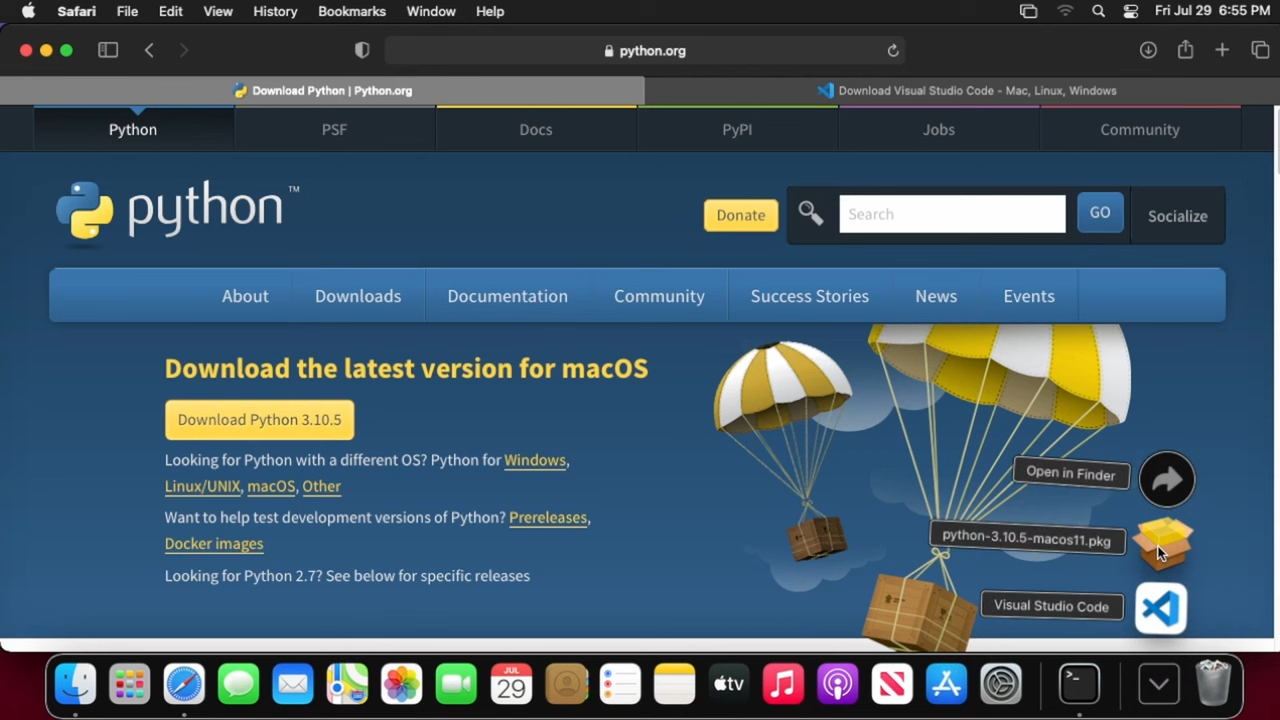 Safari File Edit View History Bookmarks Window Help Fri Jul 29 6:55 PM
python.org
Download Python | Python.org Download Visual Studio Code - Mac, Linux, Windows
Python PSF Docs PyPI Jobs Community
python™
Donate Search GO Socialize
About Downloads Documentation Community Success Stories News Events
Download the latest version for macOS
Download Python 3.10.5
Looking for Python with a different OS? Python for Windows,
Linux/UNIX, macOS, Other
Want to help test development versions of Python? Prereleases,
Docker images
Looking for Python 2.7? See below for specific releases
Open in Finder
python-3.10.5-macos11.pkg
Visual Studio Code
JUL
29
tv